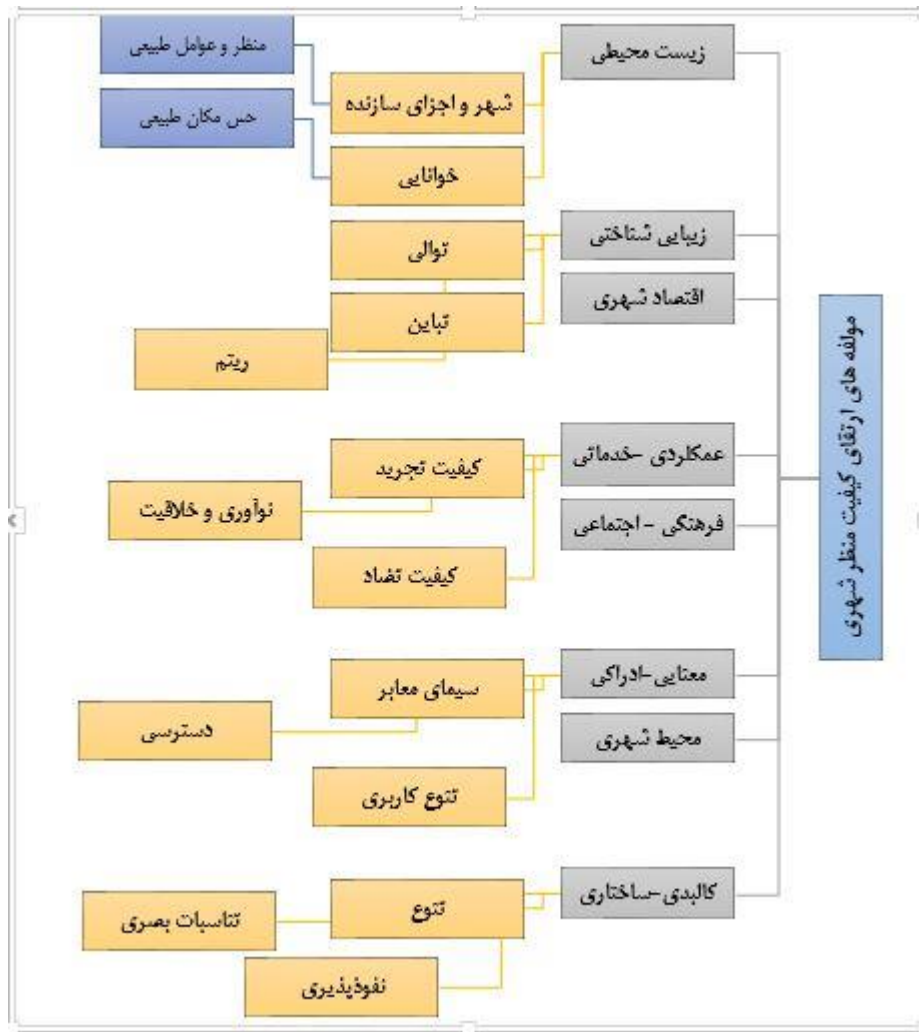 مولفه های ارتقای کیفیت منظر شهری
زیست محیطی
شهر و اجزای سازنده
منظر و عوامل طبیعی
خوانایی
حس مکان طبیعی
زیبایی شناختی
توالی
تباین
ریتم
اقتصاد شهری
عمکلردی -خدماتی
کیفیت تجرید
نوآوری و خلاقیت
کیفیت تضاد
فرهنگی - اجتماعی
معنایی-ادراکی
سیمای معابر
دسترسی
تنوع کاربری
محیط شهری
کالبدی-ساختاری
تنوع
تناسبات بصری
نفوذپذیری